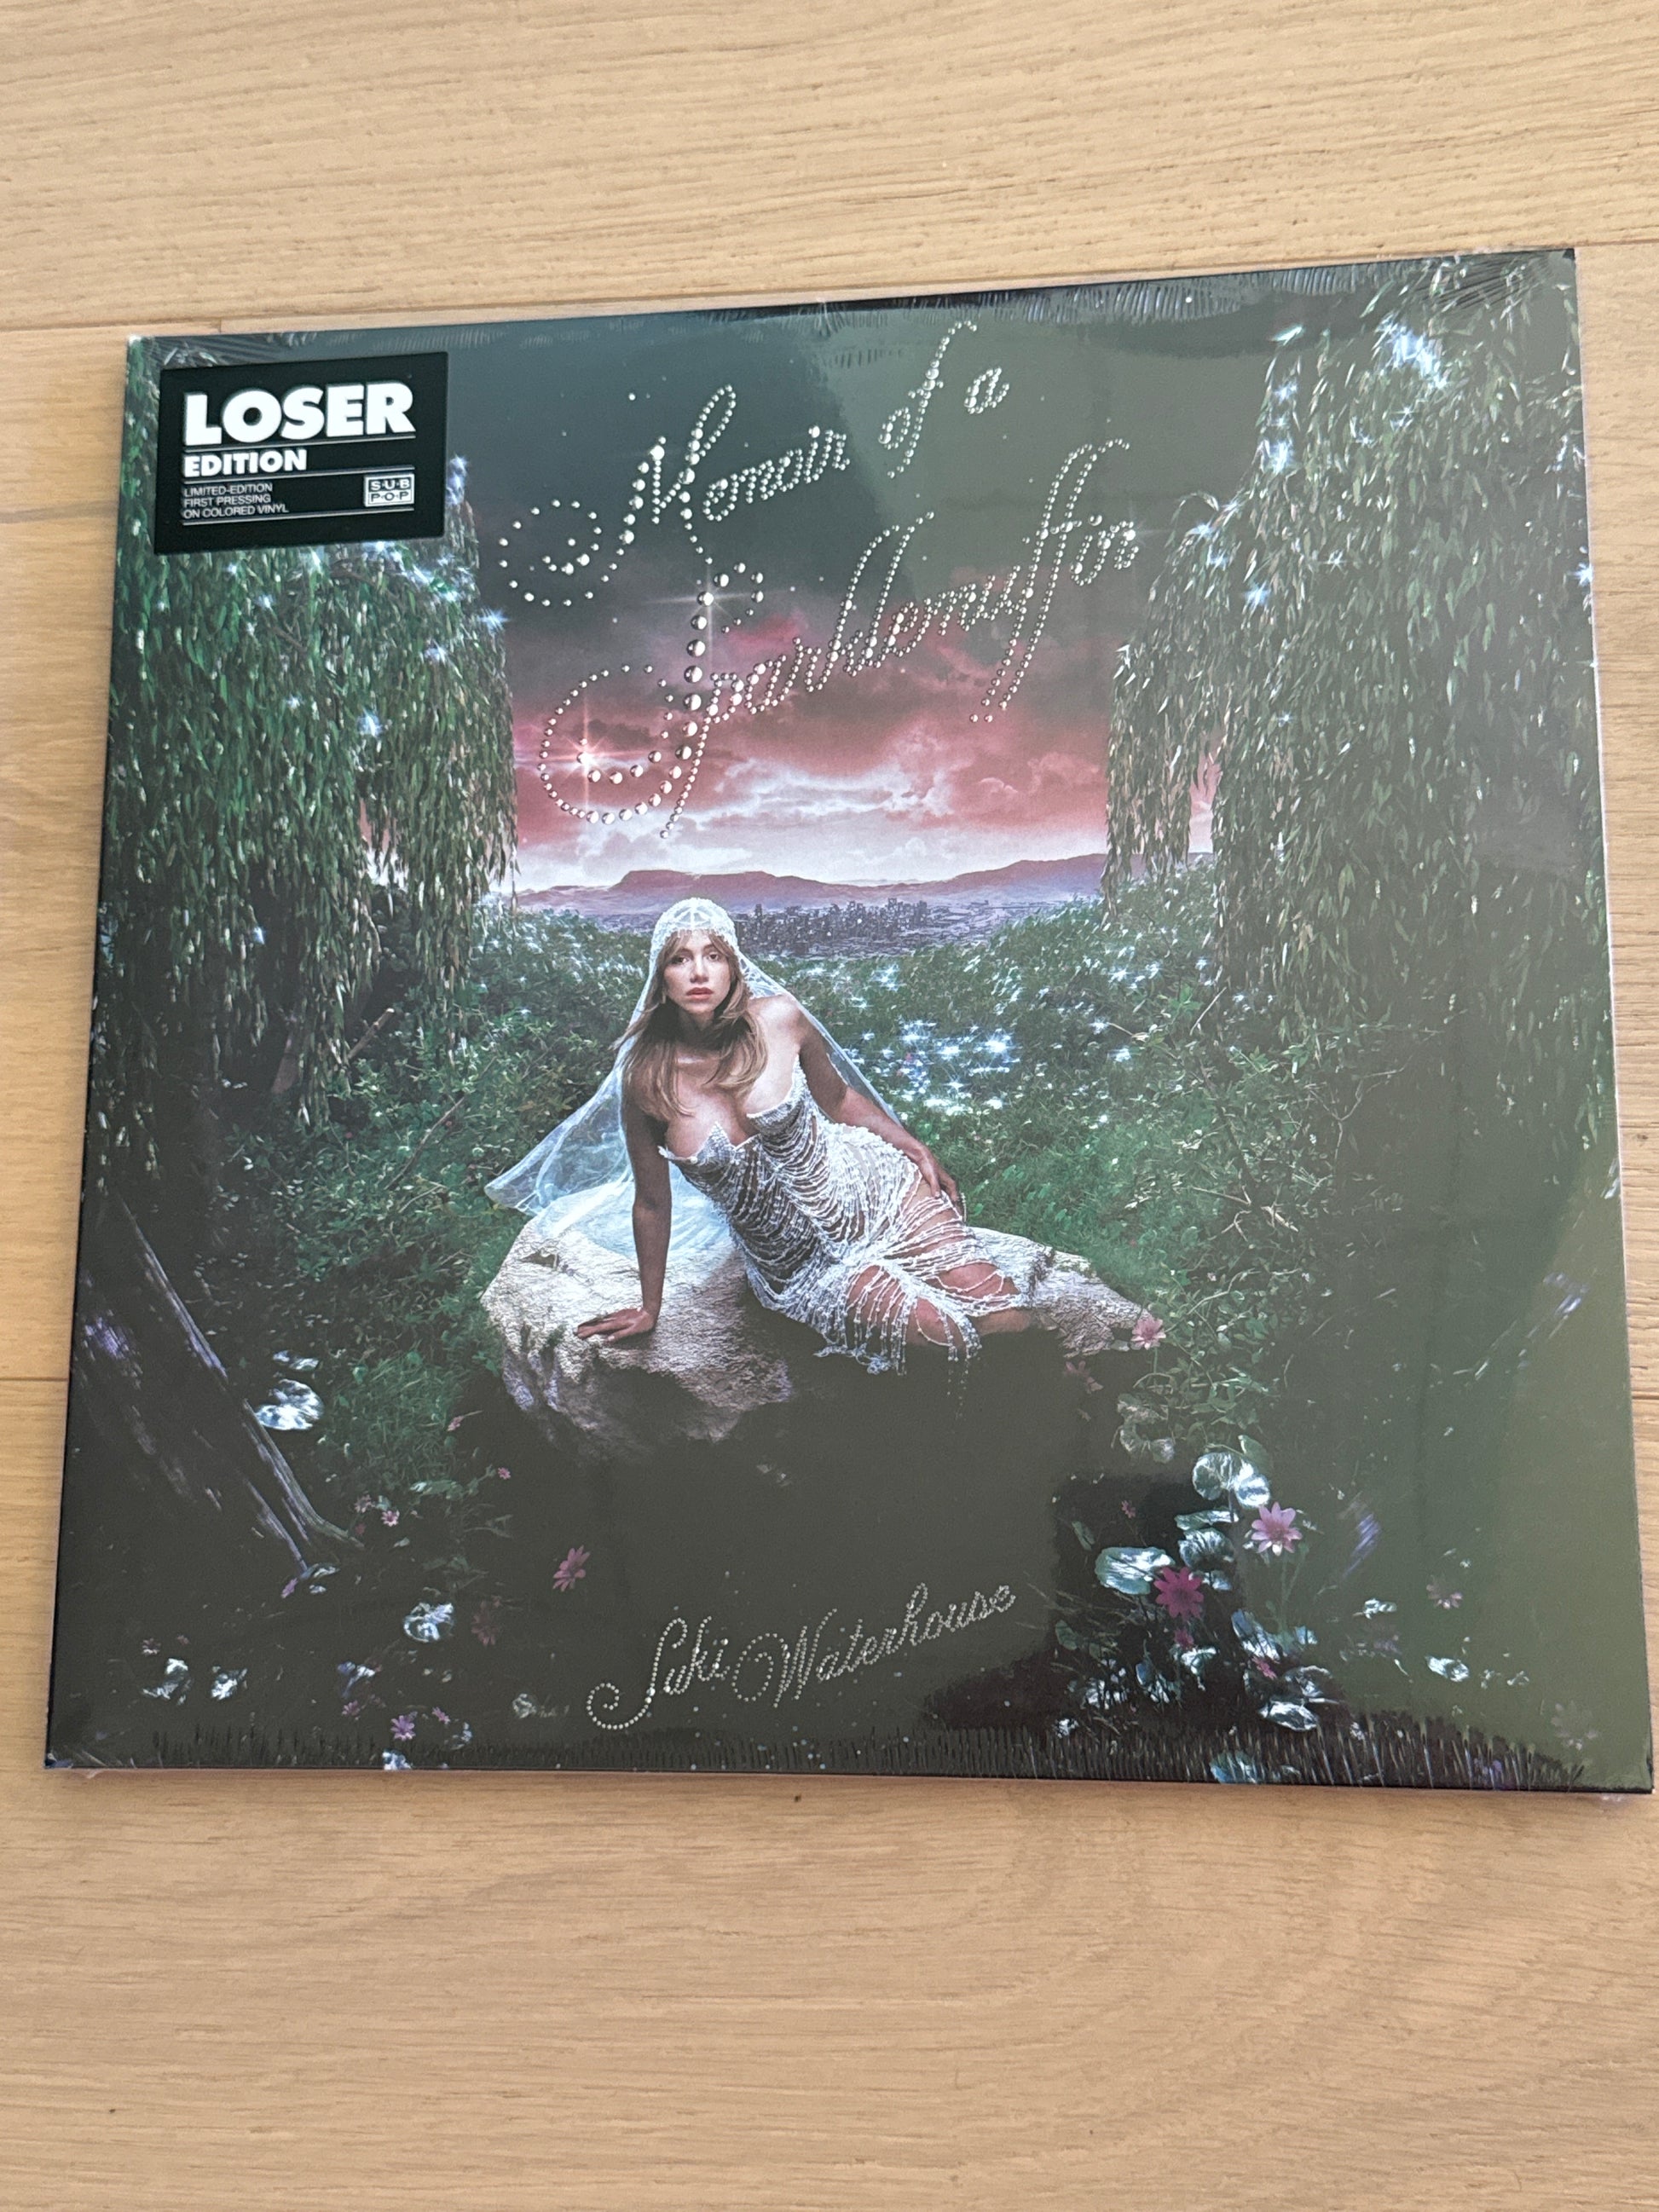 LOSER
EDITION
LIMITED-EDITION
FIRST PRESSING
ON COLORED VINYL
SUB
POP
Memoir of a
Sparklemuffin
Suki Waterhouse